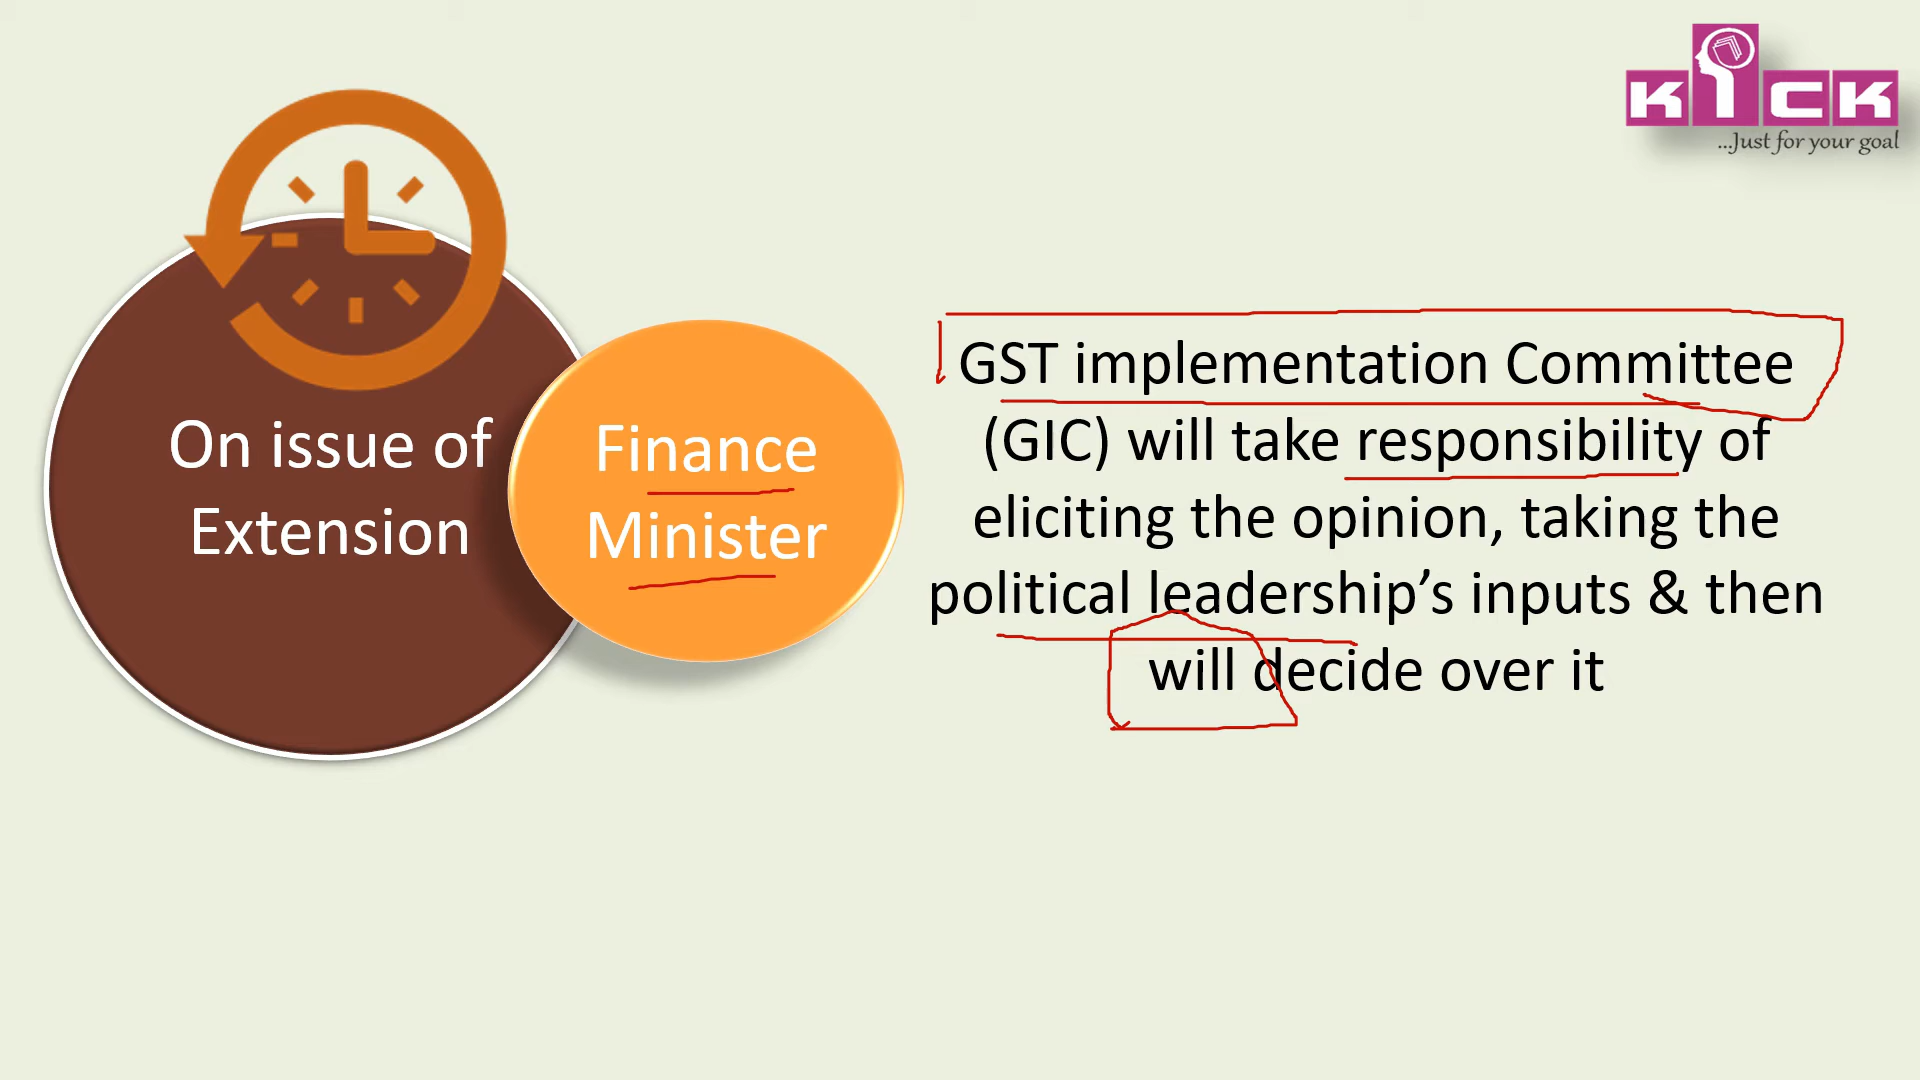 KICK
...Just for your goal
On issue of
Extension
Finance
Minister
GST implementation Committee
(GIC) will take responsibility of
eliciting the opinion, taking the
political leadership’s inputs & then
will decide over it